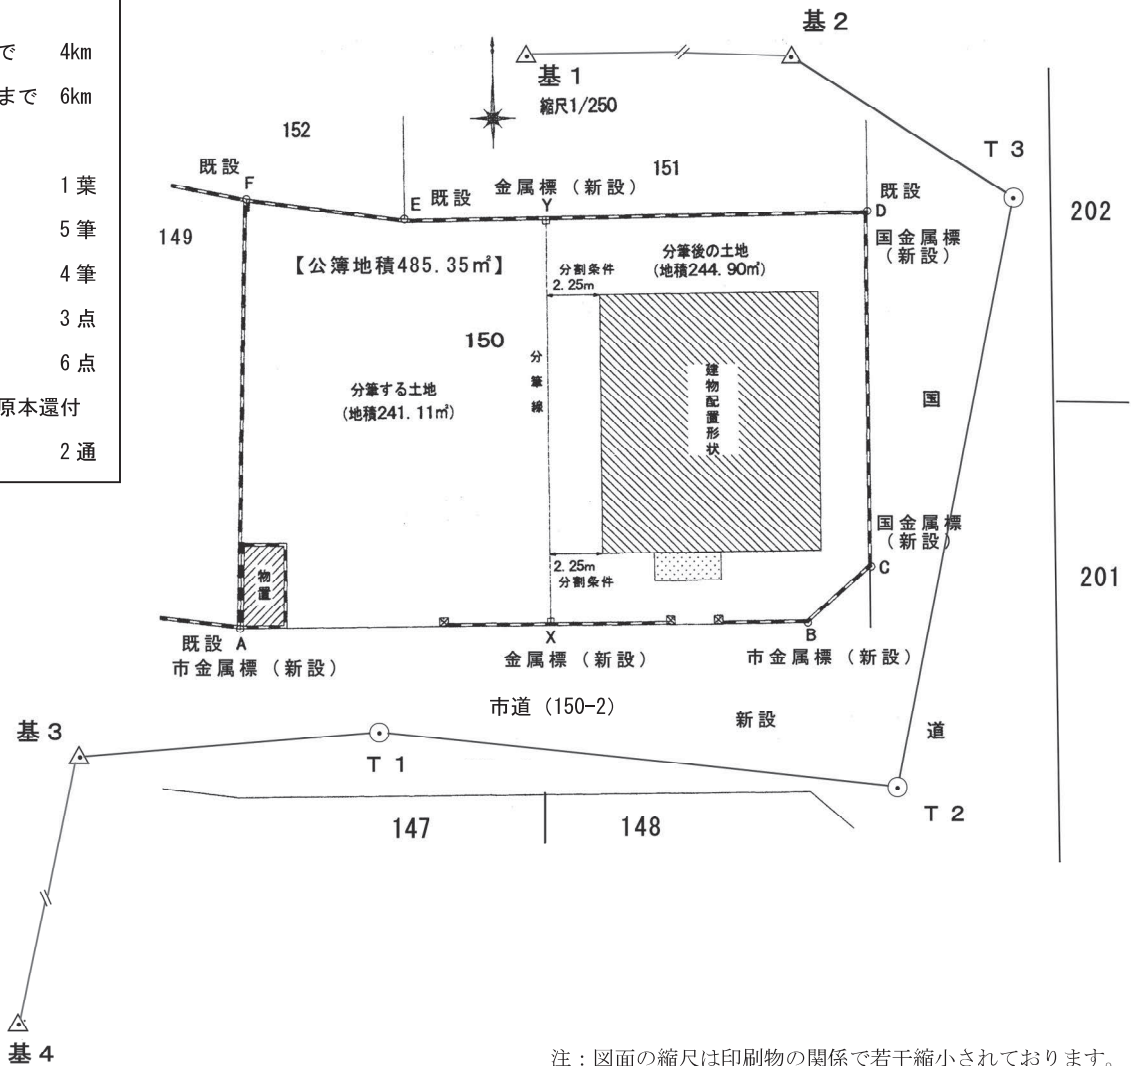 で 4km
まで 6km
1葉
5筆
4筆
3点
6点
原本還付
2通
基2
基1
縮尺1/250
152
151
T 3
既設
F
E 既設
金属標（新設）
Y
既設
D
202
149
国金属標
（新設）
【公簿地積485.35㎡】
分筆後の土地
(地積244.90㎡)
分割条件
2.25m
150
分筆線
建物配置形状
分筆する土地
(地積241.11㎡)
国
国金属標
（新設）
C
201
物置
2.25m
分割条件
既設 A
市金属標（新設）
X
金属標（新設）
B
市金属標（新設）
市道（150-2）
新設
道
基3
T 1
T 2
147
148
基4
注：図面の縮尺は印刷物の関係で若干縮小されております。